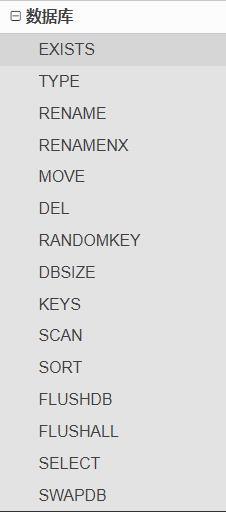 数据库
EXISTS
TYPE
RENAME
RENAMENX
MOVE
DEL
RANDOMKEY
DBSIZE
KEYS
SCAN
SORT
FLUSHDB
FLUSHALL
SELECT
SWAPDB